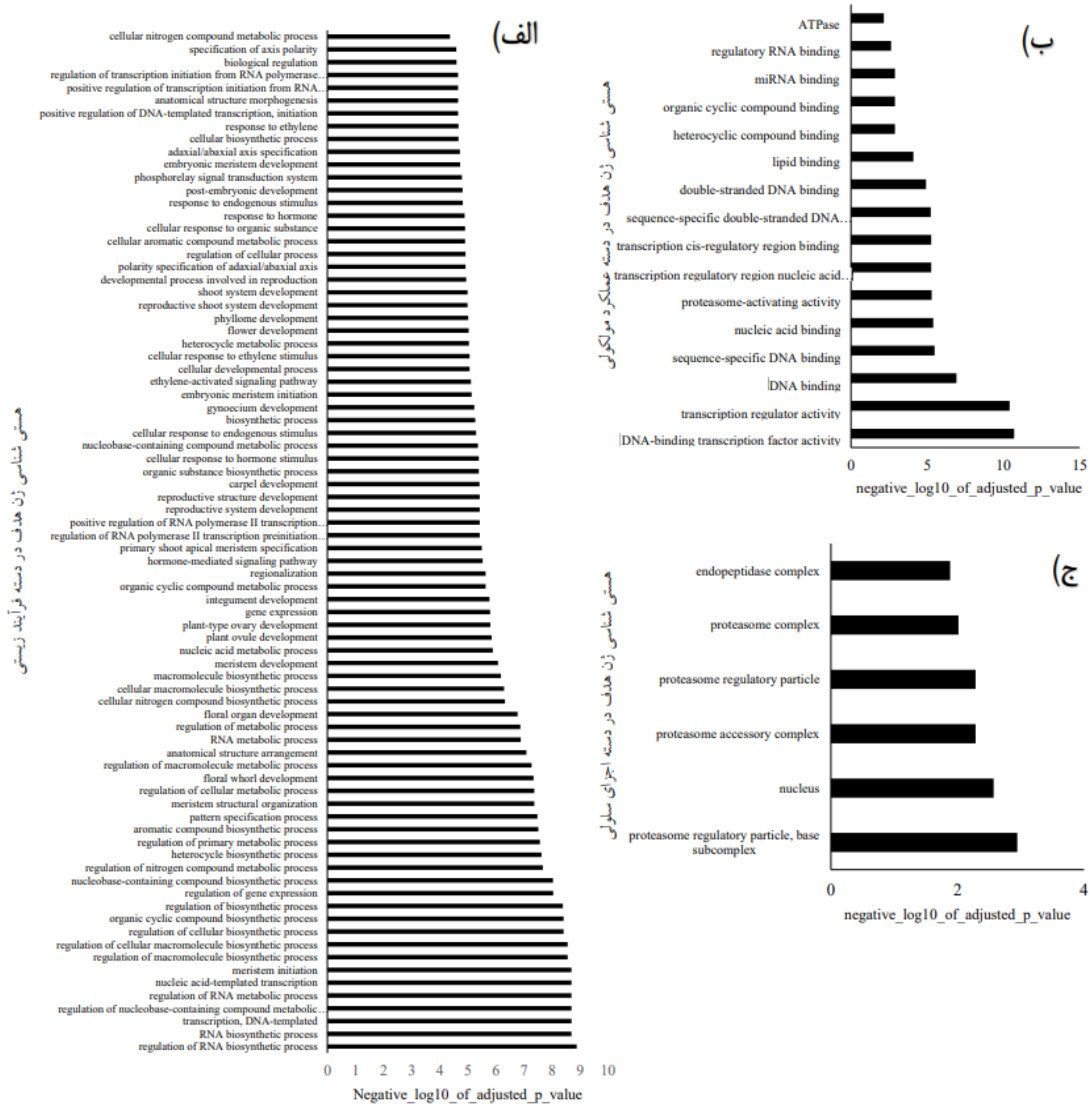 الف)
هستی شناسی ژن هدف در دسته فرآیند زیستی
cellular nitrogen compound metabolic process
specification of axis polarity
biological regulation
regulation of transcription initiation from RNA polymerase…
positive regulation of transcription initiation from RNA…
anatomical structure morphogenesis
positive regulation of DNA-templated transcription, initiation
response to ethylene
cellular biosynthetic process
adaxial/abaxial axis specification
embryonic meristem development
phosphorelay signal transduction system
post-embryonic development
response to endogenous stimulus
response to hormone
cellular response to organic substance
cellular aromatic compound metabolic process
regulation of cellular process
polarity specification of adaxial/abaxial axis
developmental process involved in reproduction
shoot system development
reproductive shoot system development
phyllome development
flower development
heterocycle metabolic process
cellular response to ethylene stimulus
cellular developmental process
ethylene-activated signaling pathway
embryonic meristem initiation
gynoecium development
biosynthetic process
cellular response to endogenous stimulus
nucleobase-containing compound metabolic process
cellular response to hormone stimulus
organic substance biosynthetic process
carpel development
reproductive structure development
reproductive system development
positive regulation of RNA polymerase II transcription…
regulation of RNA polymerase II transcription preinitiation…
primary shoot apical meristem specification
hormone-mediated signaling pathway
regionalization
organic cyclic compound metabolic process
integument development
gene expression
plant-type ovary development
plant ovule development
nucleic acid metabolic process
meristem development
macromolecule biosynthetic process
cellular macromolecule biosynthetic process
cellular nitrogen compound biosynthetic process
floral organ development
regulation of metabolic process
RNA metabolic process
anatomical structure arrangement
regulation of macromolecule metabolic process
floral whorl development
regulation of cellular metabolic process
meristem structural organization
pattern specification process
aromatic compound biosynthetic process
regulation of primary metabolic process
heterocycle biosynthetic process
regulation of nitrogen compound metabolic process
nucleobase-containing compound biosynthetic process
regulation of gene expression
regulation of biosynthetic process
organic cyclic compound biosynthetic process
regulation of cellular biosynthetic process
regulation of cellular macromolecule biosynthetic process
regulation of macromolecule biosynthetic process
meristem initiation
nucleic acid-templated transcription
regulation of RNA metabolic process
regulation of nucleobase-containing compound metabolic…
transcription, DNA-templated
RNA biosynthetic process
regulation of RNA biosynthetic process
0 1 2 3 4 5 6 7 8 9 10
Negative_log10_of_adjusted_p_value
ب)
هستی شناسی ژن هدف در دسته عملکرد مولکولی
ATPase
regulatory RNA binding
miRNA binding
organic cyclic compound binding
heterocyclic compound binding
lipid binding
double-stranded DNA binding
sequence-specific double-stranded DNA…
transcription cis-regulatory region binding
transcription regulatory region nucleic acid…
proteasome-activating activity
nucleic acid binding
sequence-specific DNA binding
DNA binding
transcription regulator activity
DNA-binding transcription factor activity
0 5 10 15
negative_log10_of_adjusted_p_value
ج)
هستی شناسی ژن هدف در دسته اجزای سلولی
endopeptidase complex
proteasome complex
proteasome regulatory particle
proteasome accessory complex
nucleus
proteasome regulatory particle, base
subcomplex
0 2 4
negative_log10_of_adjusted_p_value